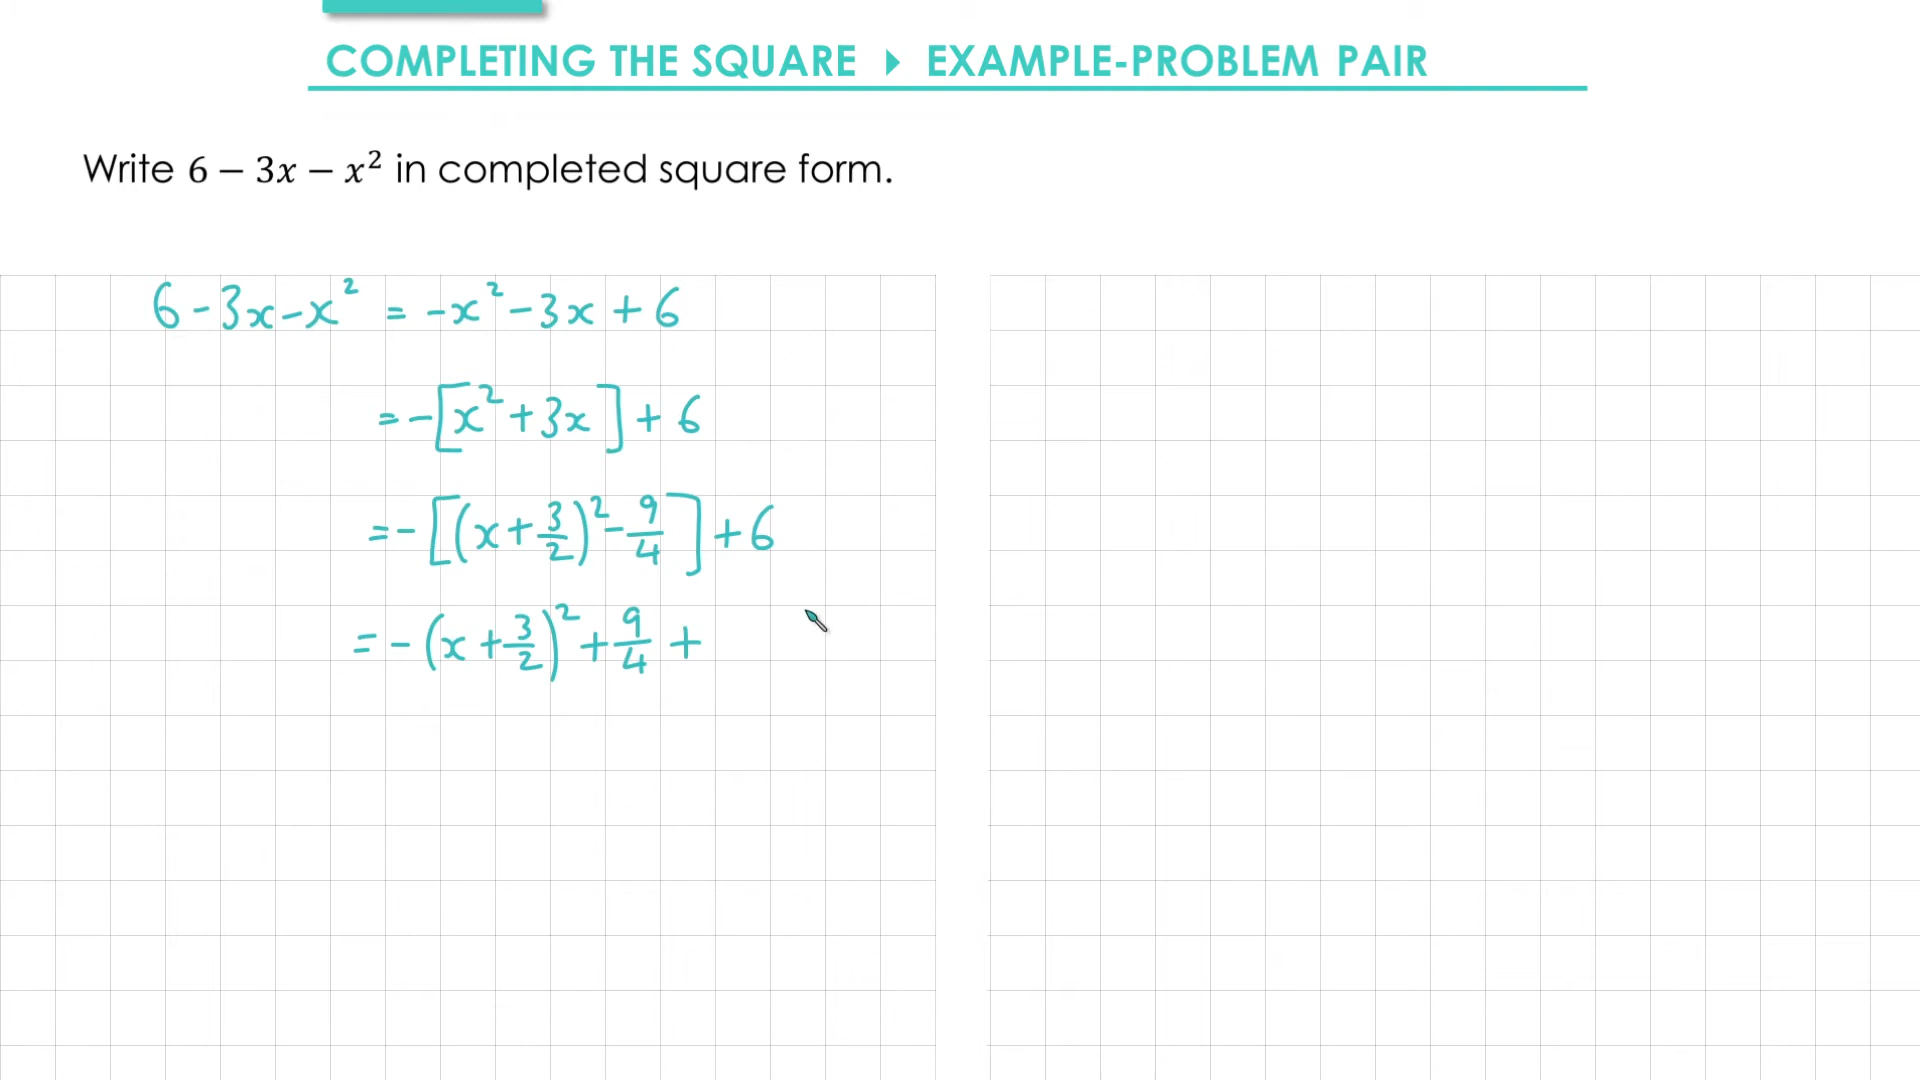 COMPLETING THE SQUARE ▸ EXAMPLE-PROBLEM PAIR
Write 6 − 3x − x² in completed square form.
6 - 3x - x² = -x² - 3x + 6
= -[x² + 3x] + 6
= -[(x + 3/2)² - 9/4] + 6
= -(x + 3/2)² + 9/4 +